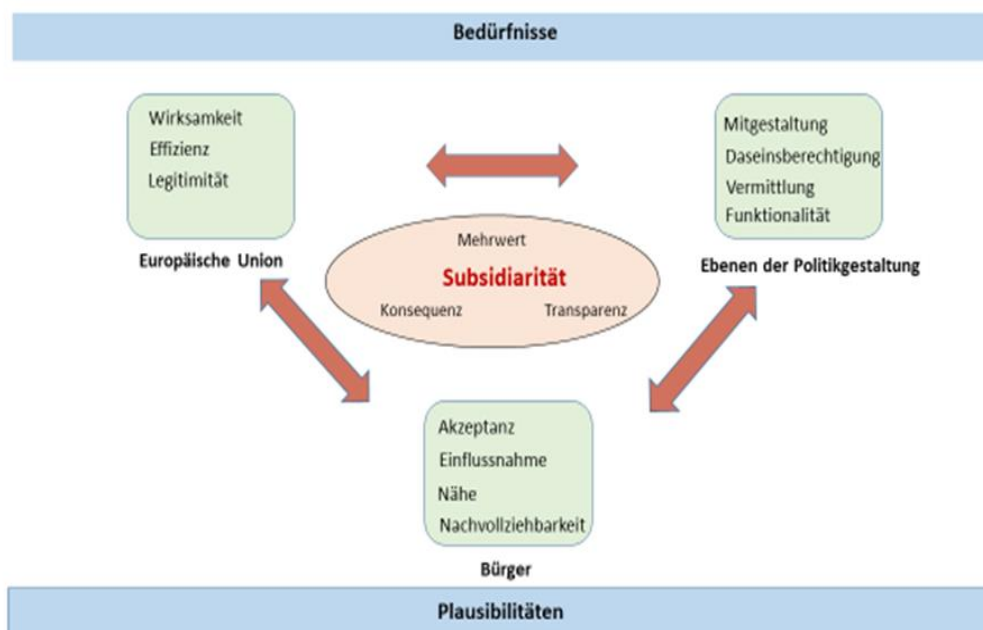 Bedürfnisse
Wirksamkeit
Effizienz
Legitimität
Europäische Union
Mitgestaltung
Daseinsberechtigung
Vermittlung
Funktionalität
Ebenen der Politikgestaltung
Mehrwert
Subsidiarität
Konsequenz
Transparenz
Akzeptanz
Einflussnahme
Nähe
Nachvollziehbarkeit
Bürger
Plausibilitäten